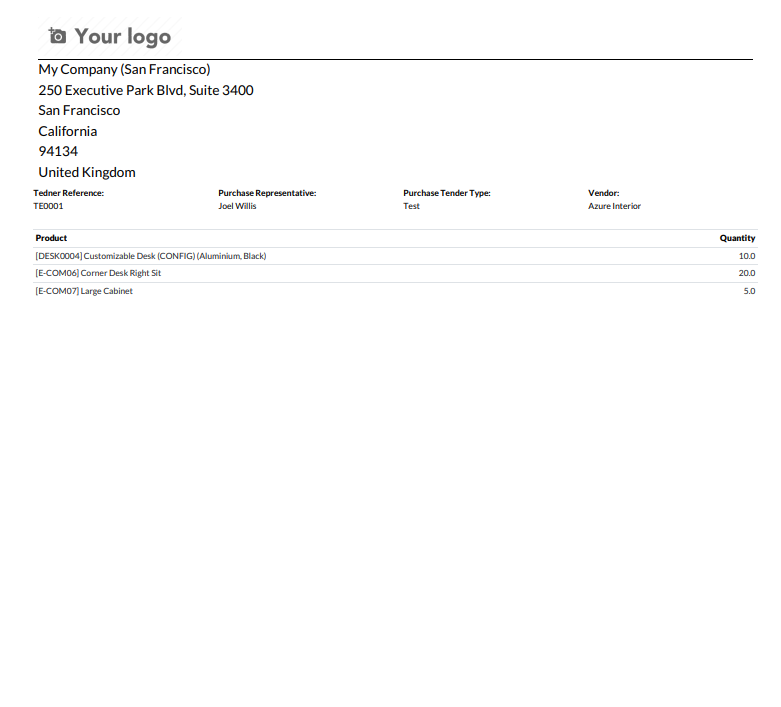 Your logo
My Company (San Francisco)
250 Executive Park Blvd, Suite 3400
San Francisco
California
94134
United Kingdom
Tedner Reference: Purchase Representative: Purchase Tender Type: Vendor:
TE0001 Joel Willis Test Azure Interior
Product Quantity
[DESK0004] Customizable Desk (CONFIG) (Aluminium, Black) 10.0
[E-COM06] Corner Desk Right Sit 20.0
[E-COM07] Large Cabinet 5.0